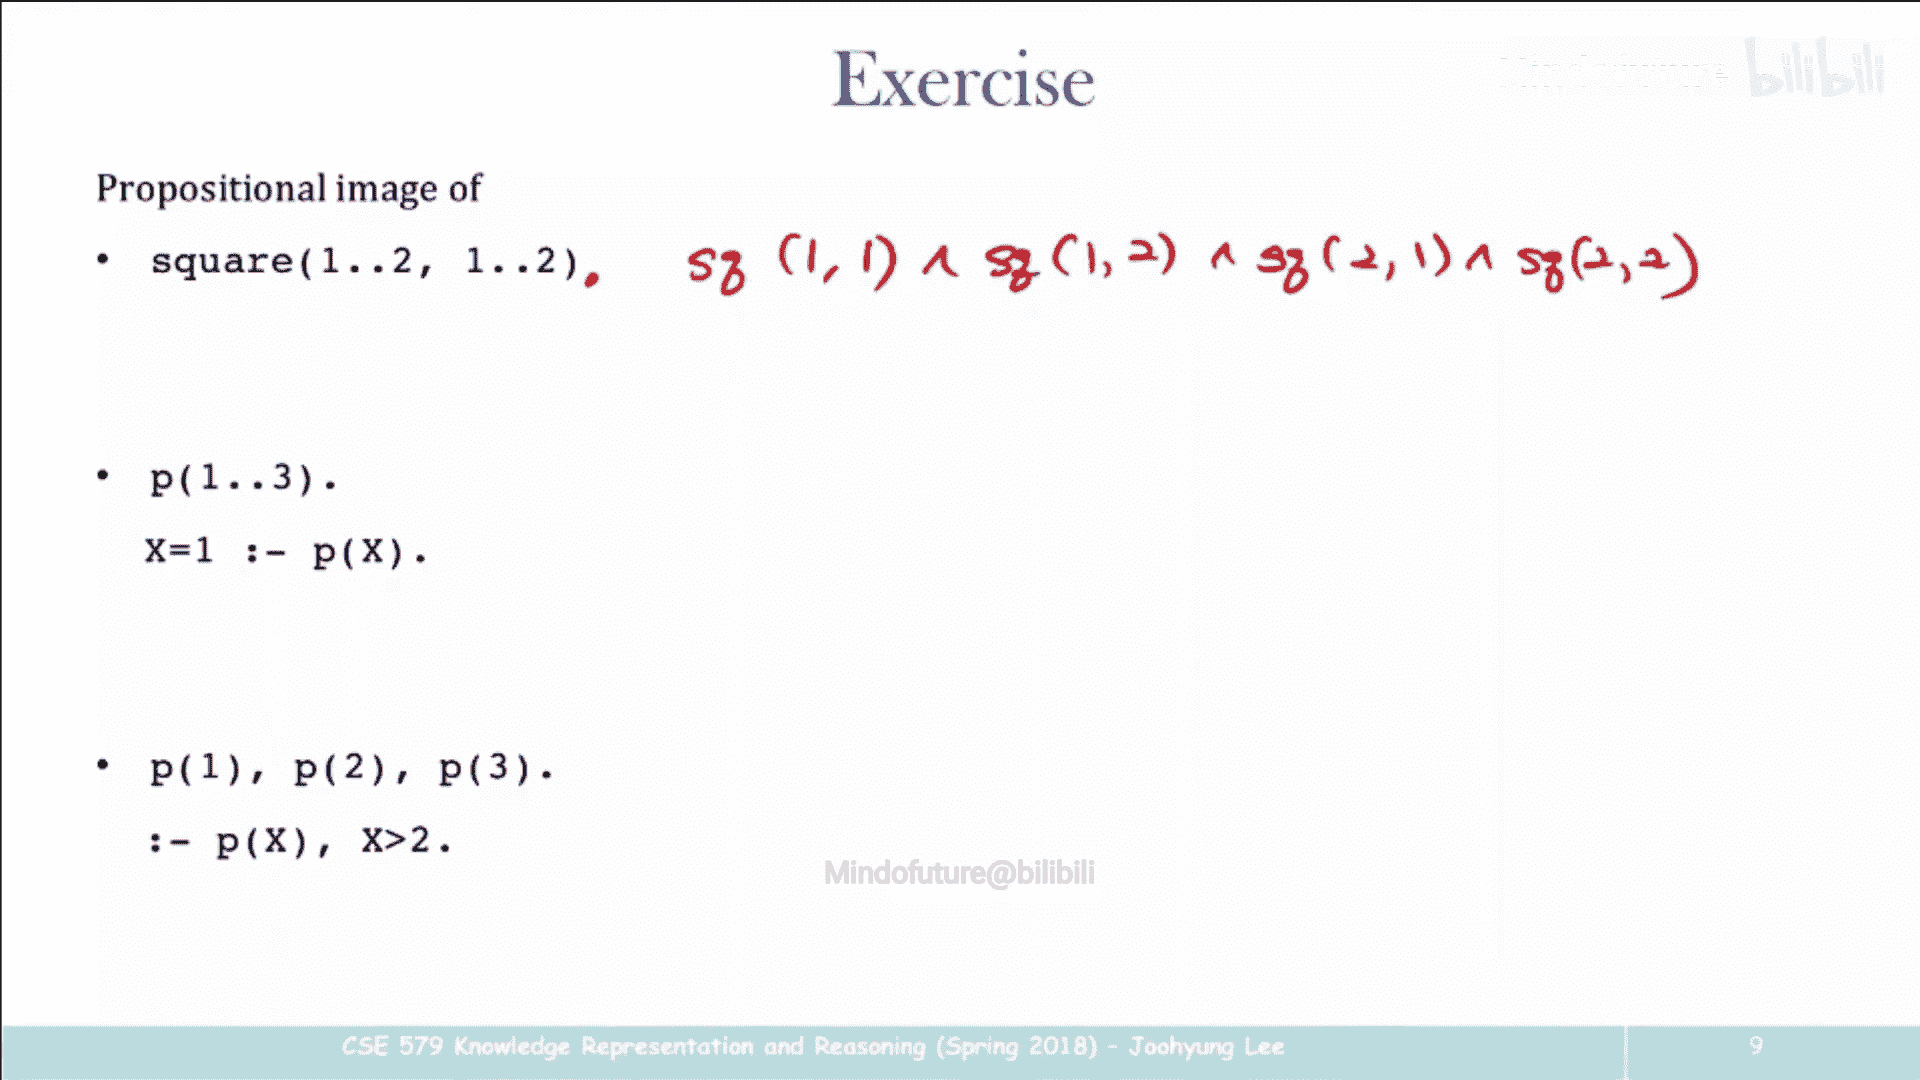 Exercise
bilibili
Propositional image of
• square(1..2, 1..2). sq (1,1) ∧ sq(1,2) ∧ sq(2,1) ∧ sq(2,2)
• p(1..3).
X=1 :- p(X).
• p(1), p(2), p(3).
:- p(X), X>2.
Mindofuture@bilibili
CSE 579 Knowledge Representation and Reasoning (Spring 2018) - Joohyung Lee 9